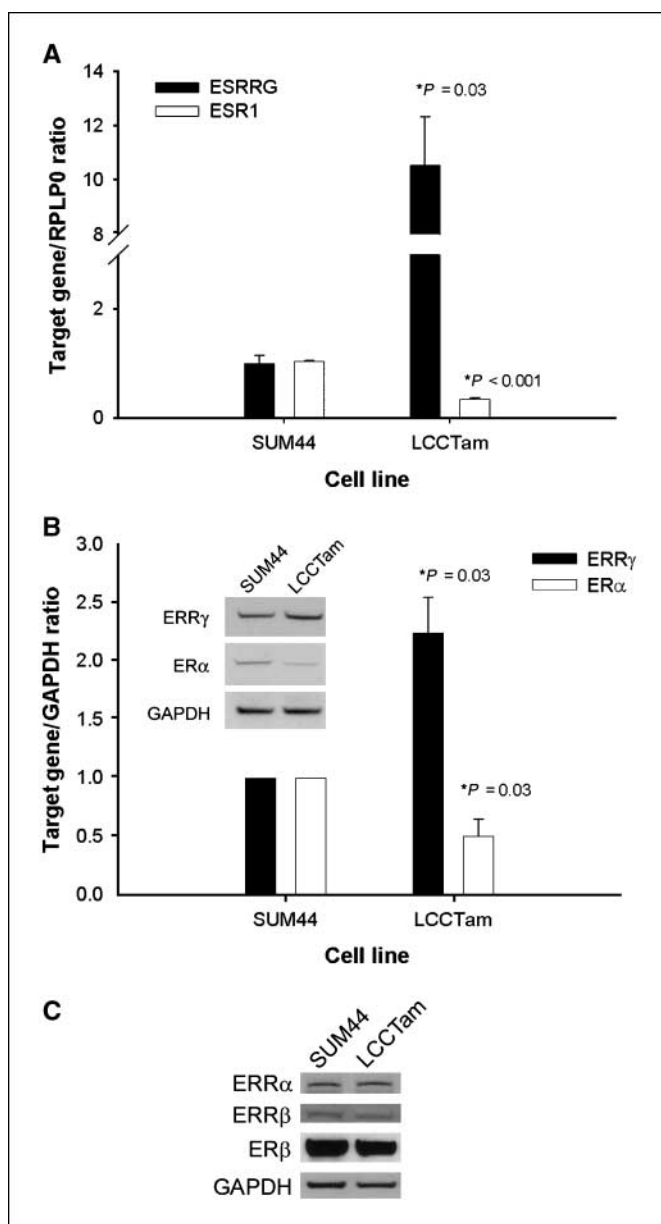 A
Target gene/RPLP0 ratio
14
12
10
8
2
0
ESRRG
ESR1
*P = 0.03
*P < 0.001
SUM44
LCCTam
Cell line
B
Target gene/GAPDH ratio
3.0
2.5
2.0
1.5
1.0
0.5
0.0
SUM44
LCCTam
ERRγ
ERα
GAPDH
ERRγ
ERα
*P = 0.03
*P = 0.03
SUM44
LCCTam
Cell line
C
SUM44
LCCTam
ERRα
ERRβ
ERβ
GAPDH